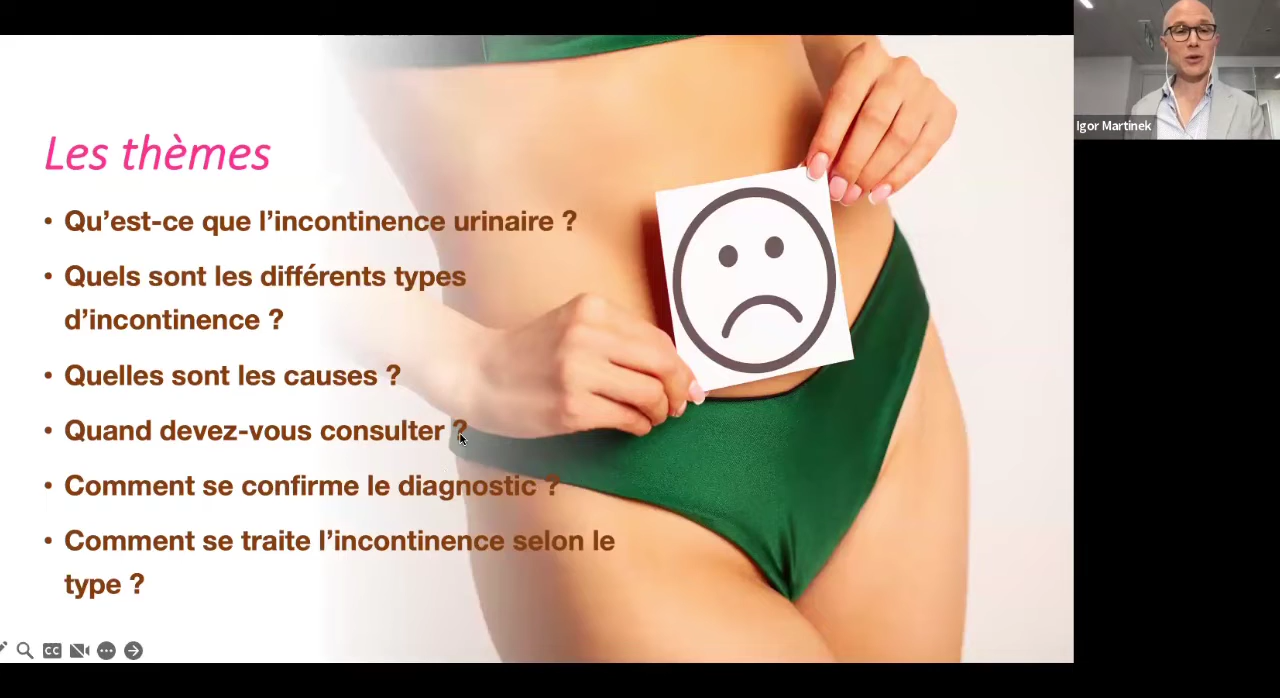 Les thèmes
• Qu’est-ce que l’incontinence urinaire ?
• Quels sont les différents types
d’incontinence ?
• Quelles sont les causes ?
• Quand devez-vous consulter ?
• Comment se confirme le diagnostic ?
• Comment se traite l’incontinence selon le
type ?
Igor Martinek
CC